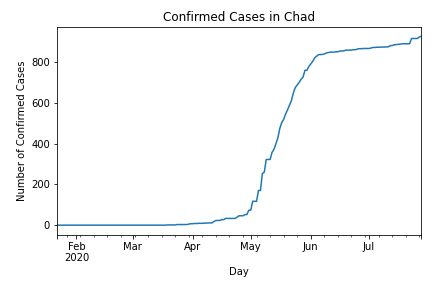 Confirmed Cases in Chad
Number of Confirmed Cases
800
600
400
200
0
Feb
2020
Mar
Apr
May
Jun
Jul
Day